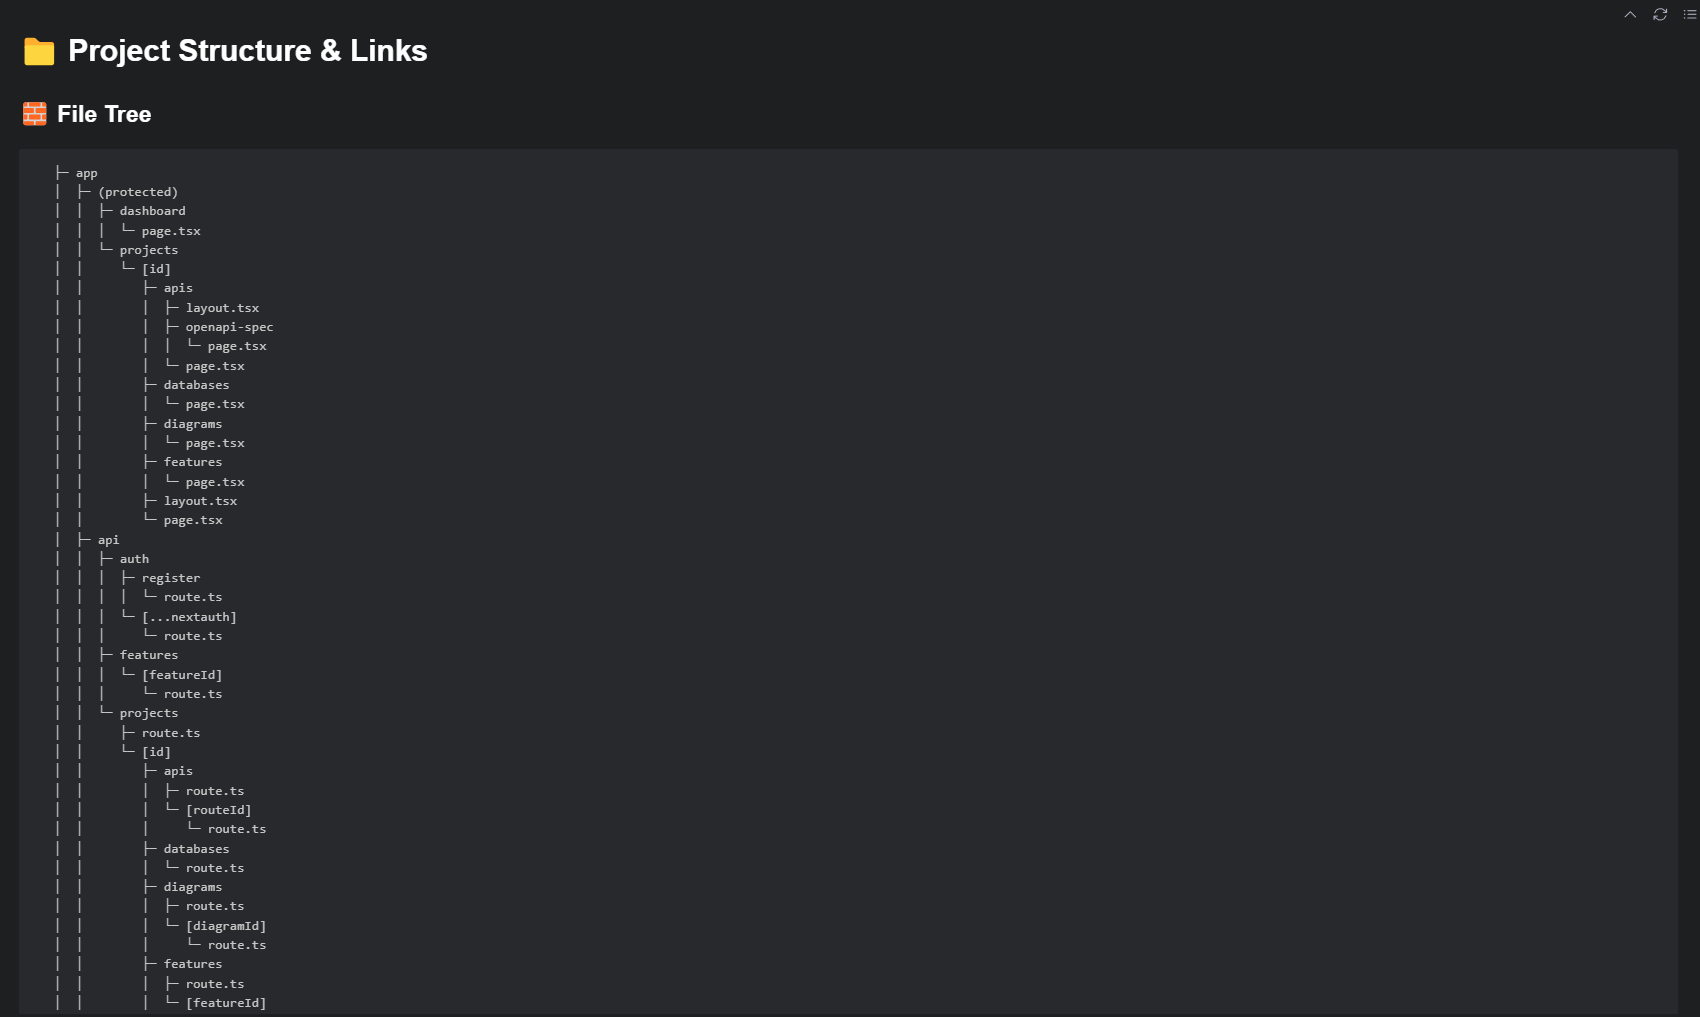 📁 Project Structure & Links
🧱 File Tree
├─ app
│  ├─ (protected)
│  │  ├─ dashboard
│  │  │  └─ page.tsx
│  │  └─ projects
│  │     └─ [id]
│  │        ├─ apis
│  │        │  ├─ layout.tsx
│  │        │  ├─ openapi-spec
│  │        │  │  └─ page.tsx
│  │        │  └─ page.tsx
│  │        ├─ databases
│  │        │  └─ page.tsx
│  │        ├─ diagrams
│  │        │  └─ page.tsx
│  │        ├─ features
│  │        │  └─ page.tsx
│  │        ├─ layout.tsx
│  │        └─ page.tsx
│  ├─ api
│  │  ├─ auth
│  │  │  ├─ register
│  │  │  │  └─ route.ts
│  │  │  └─ [...nextauth]
│  │  │     └─ route.ts
│  │  ├─ features
│  │  │  └─ [featureId]
│  │  │     └─ route.ts
│  │  └─ projects
│  │     ├─ route.ts
│  │     └─ [id]
│  │        ├─ apis
│  │        │  ├─ route.ts
│  │        │  └─ [routeId]
│  │        │     └─ route.ts
│  │        ├─ databases
│  │        │  └─ route.ts
│  │        ├─ diagrams
│  │        │  ├─ route.ts
│  │        │  └─ [diagramId]
│  │        │     └─ route.ts
│  │        ├─ features
│  │        │  ├─ route.ts
│  │        │  └─ [featureId]